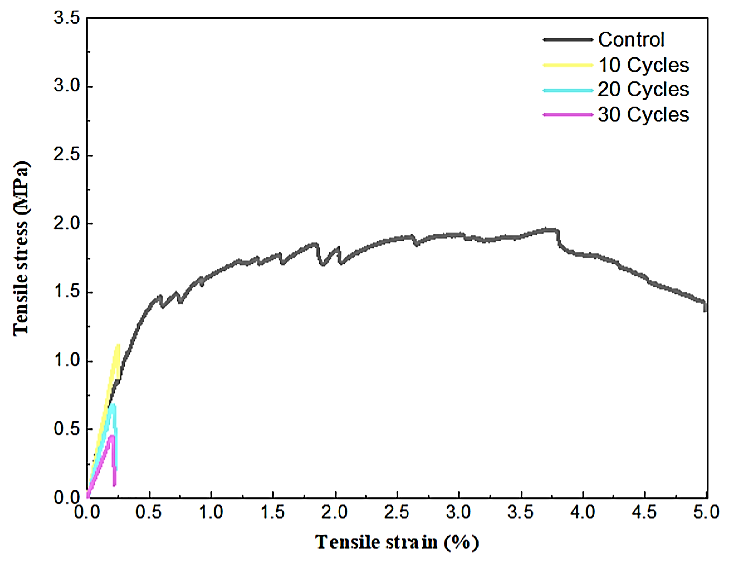 3.5
3.0
2.5
2.0
1.5
1.0
0.5
0.0
Tensile stress (MPa)
Control
10 Cycles
20 Cycles
30 Cycles
0.0 0.5 1.0 1.5 2.0 2.5 3.0 3.5 4.0 4.5 5.0
Tensile strain (%)